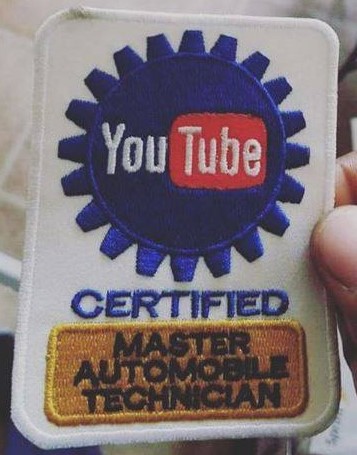 YouTube
CERTIFIED
MASTER
AUTOMOBILE
TECHNICIAN